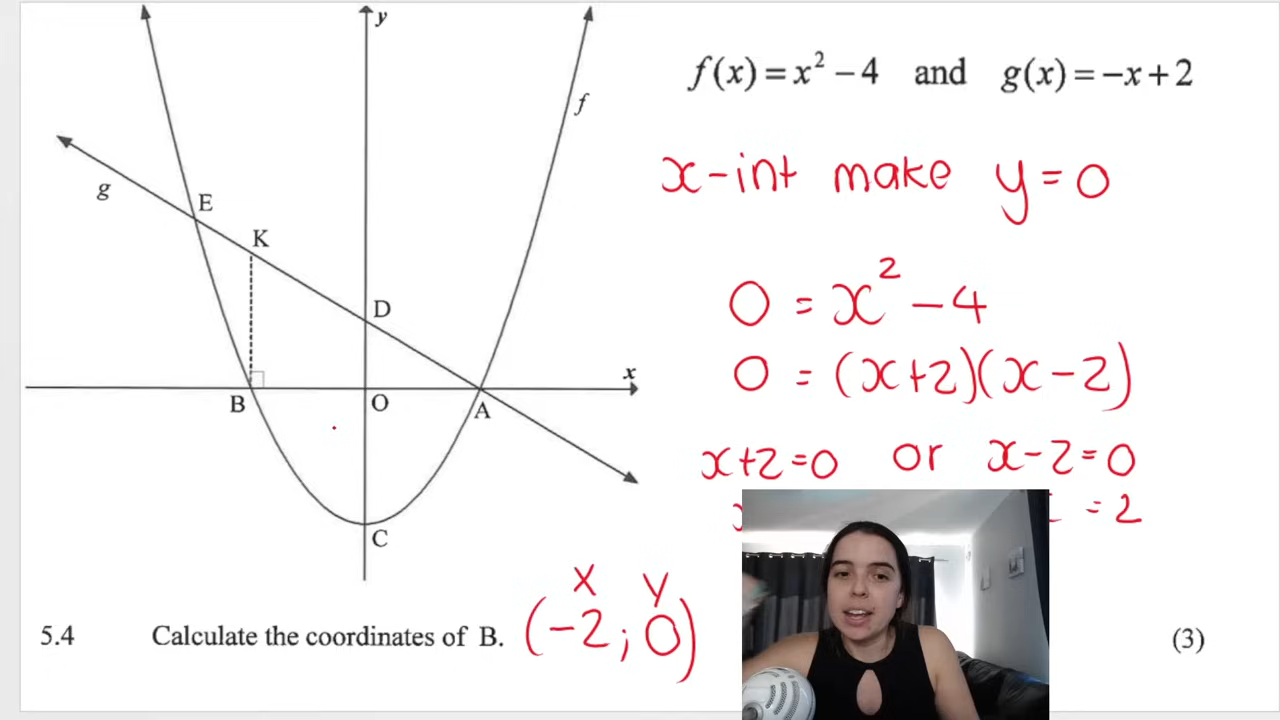 y
f(x) = x² − 4 and g(x) = −x + 2
f
x-int make y = 0
g
E
K
0 = x² − 4
D
x
0 = (x+2)(x−2)
B
O
A
x+2=0 or x−2=0
= 2
C
x y
5.4 Calculate the coordinates of B. (−2; 0) (3)